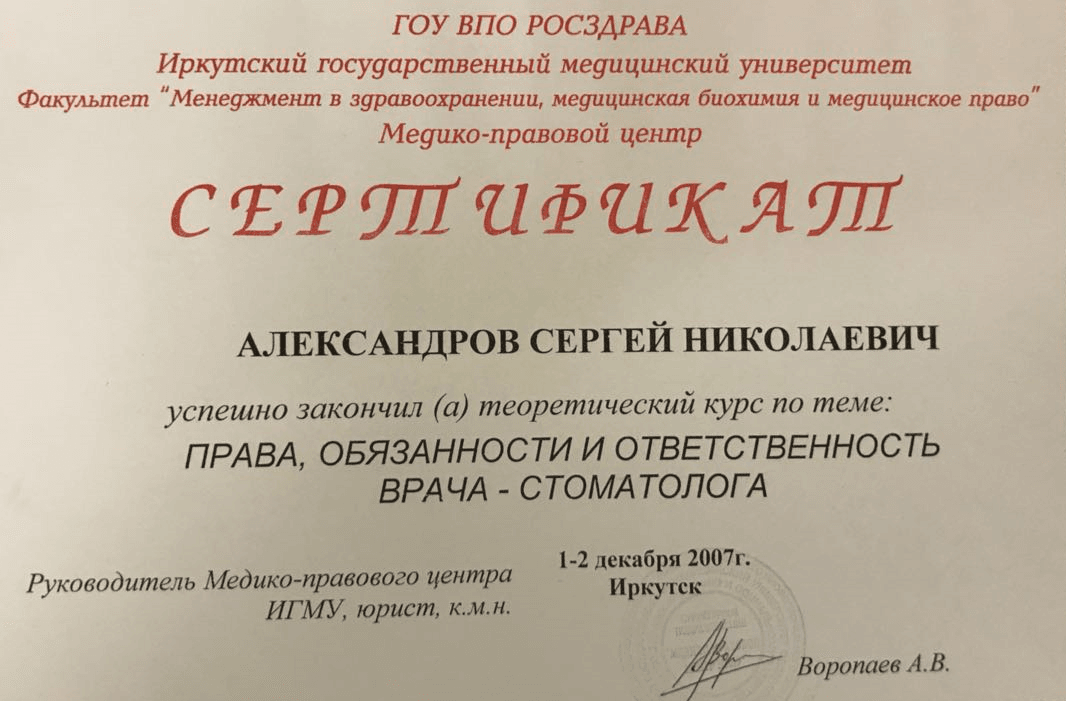 ГОУ ВПО РОСЗДРАВА
Иркутский государственный медицинский университет
Факультет "Менеджмент в здравоохранении, медицинская биохимия и медицинское право"
Медико-правовой центр
СЕРТИФИКАТ
АЛЕКСАНДРОВ СЕРГЕЙ НИКОЛАЕВИЧ
успешно закончил (а) теоретический курс по теме:
ПРАВА, ОБЯЗАННОСТИ И ОТВЕТСТВЕННОСТЬ
ВРАЧА - СТОМАТОЛОГА
1-2 декабря 2007г.
Иркутск
Руководитель Медико-правового центра
ИГМУ, юрист, к.м.н.
Воропаев А.В.